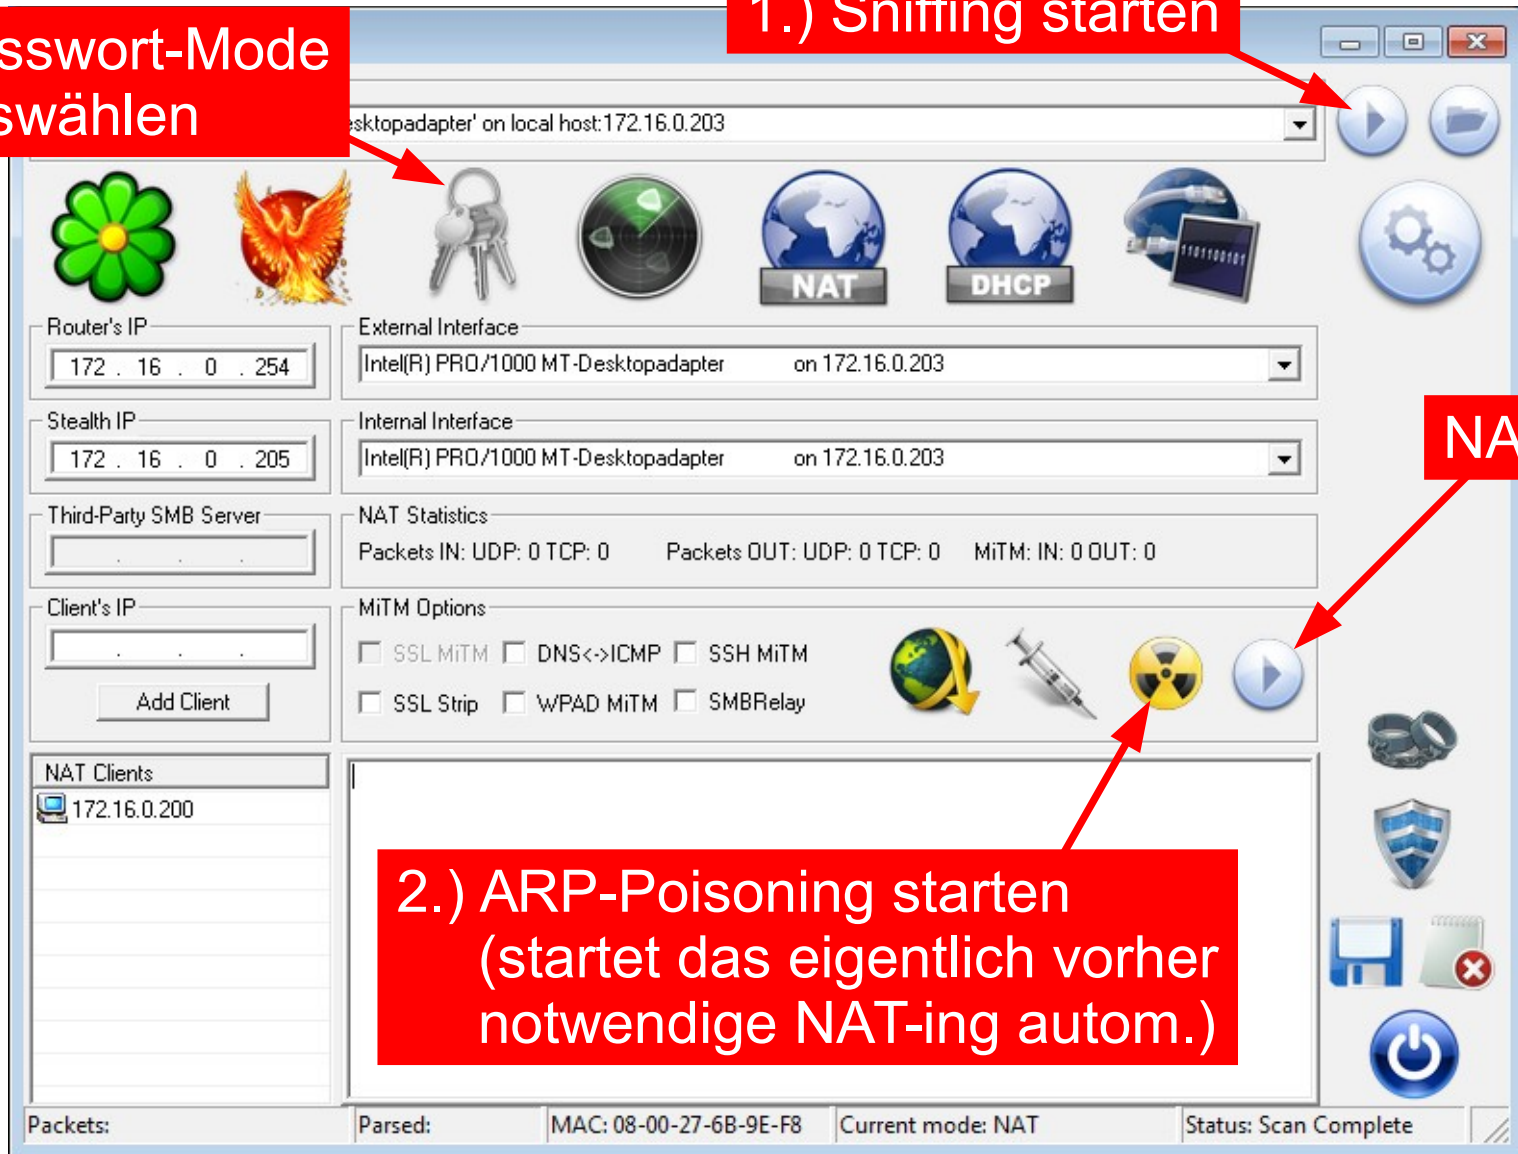 1.) Sniffing starten
sswort-Mode
swählen
esktopadapter' on local host:172.16.0.203
NAT
DHCP
1101100101
Router's IP
172 . 16 . 0 . 254
External Interface
Intel(R) PRO/1000 MT-Desktopadapter on 172.16.0.203
Stealth IP
172 . 16 . 0 . 205
Internal Interface
Intel(R) PRO/1000 MT-Desktopadapter on 172.16.0.203
NA
Third-Party SMB Server
. . .
NAT Statistics
Packets IN: UDP: 0 TCP: 0 Packets OUT: UDP: 0 TCP: 0 MiTM: IN: 0 OUT: 0
Client's IP
. . .
Add Client
MiTM Options
SSL MiTM DNS<->ICMP SSH MiTM
SSL Strip WPAD MiTM SMBRelay
NAT Clients
172.16.0.200
2.) ARP-Poisoning starten
(startet das eigentlich vorher
notwendige NAT-ing autom.)
Packets: Parsed: MAC: 08-00-27-6B-9E-F8 Current mode: NAT Status: Scan Complete